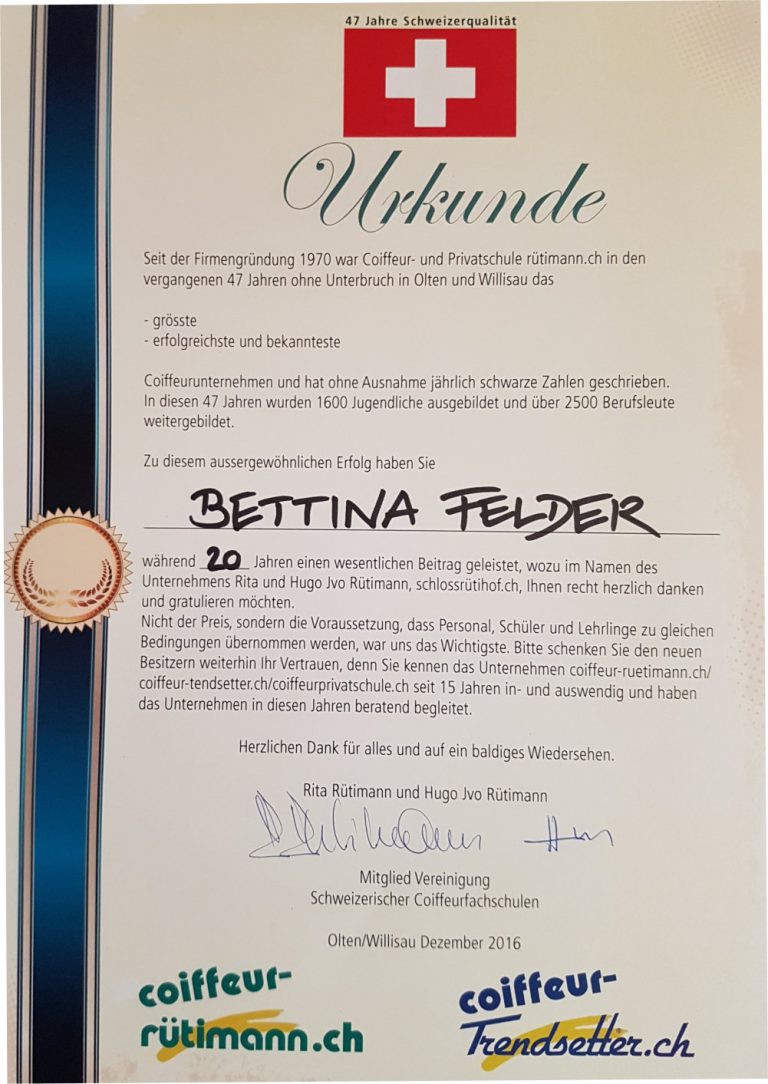 47 Jahre Schweizerqualität
Urkunde
Seit der Firmengründung 1970 war Coiffeur- und Privatschule rütimann.ch in den
vergangenen 47 Jahren ohne Unterbruch in Olten und Willisau das
- grösste
- erfolgreichste und bekannteste
Coiffeurunternehmen und hat ohne Ausnahme jährlich schwarze Zahlen geschrieben.
In diesen 47 Jahren wurden 1600 Jugendliche ausgebildet und über 2500 Berufsleute
weitergebildet.
Zu diesem aussergewöhnlichen Erfolg haben Sie
BETTINA FELDER
während 20 Jahren einen wesentlichen Beitrag geleistet, wozu im Namen des
Unternehmens Rita und Hugo Jvo Rütimann, schlossrütihof.ch, Ihnen recht herzlich danken
und gratulieren möchten.
Nicht der Preis, sondern die Voraussetzung, dass Personal, Schüler und Lehrlinge zu gleichen
Bedingungen übernommen werden, war uns das Wichtigste. Bitte schenken Sie den neuen
Besitzern weiterhin Ihr Vertrauen, denn Sie kennen das Unternehmen coiffeur-ruetimann.ch/
coiffeur-tendsetter.ch/coiffeurprivatschule.ch seit 15 Jahren in- und auswendig und haben
das Unternehmen in diesen Jahren beratend begleitet.
Herzlichen Dank für alles und auf ein baldiges Wiedersehen.
Rita Rütimann und Hugo Jvo Rütimann
Mitglied Vereinigung
Schweizerischer Coiffeurfachschulen
Olten/Willisau Dezember 2016
coiffeur-
rütimann.ch
coiffeur-
Trendsetter.ch